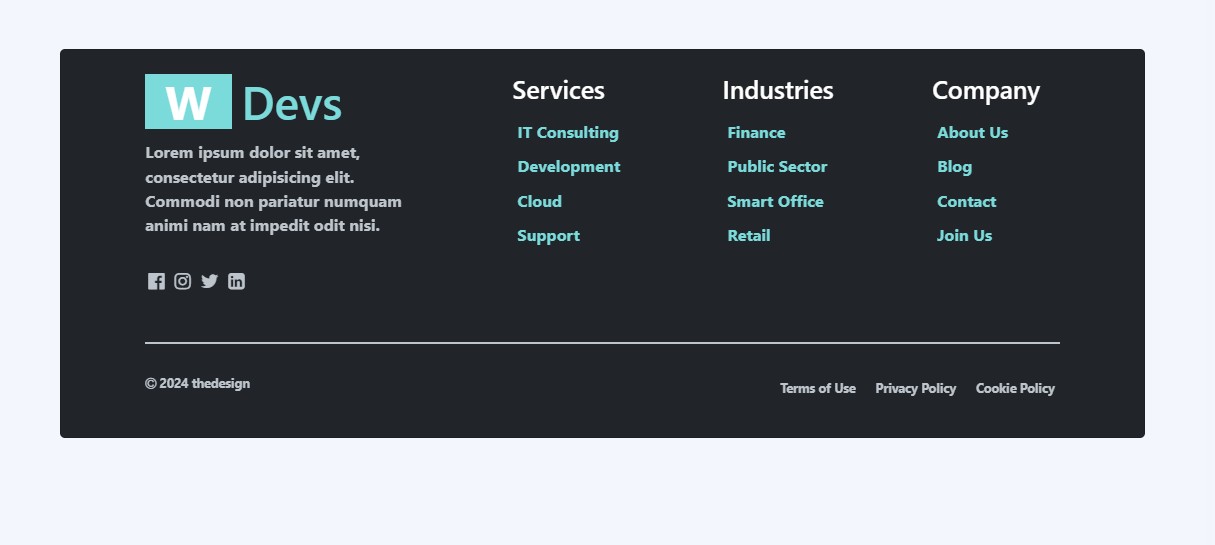 W Devs
Lorem ipsum dolor sit amet,
consectetur adipisicing elit.
Commodi non pariatur numquam
animi nam at impedit odit nisi.
Services
IT Consulting
Development
Cloud
Support
Industries
Finance
Public Sector
Smart Office
Retail
Company
About Us
Blog
Contact
Join Us
© 2024 thedesign
Terms of Use Privacy Policy Cookie Policy